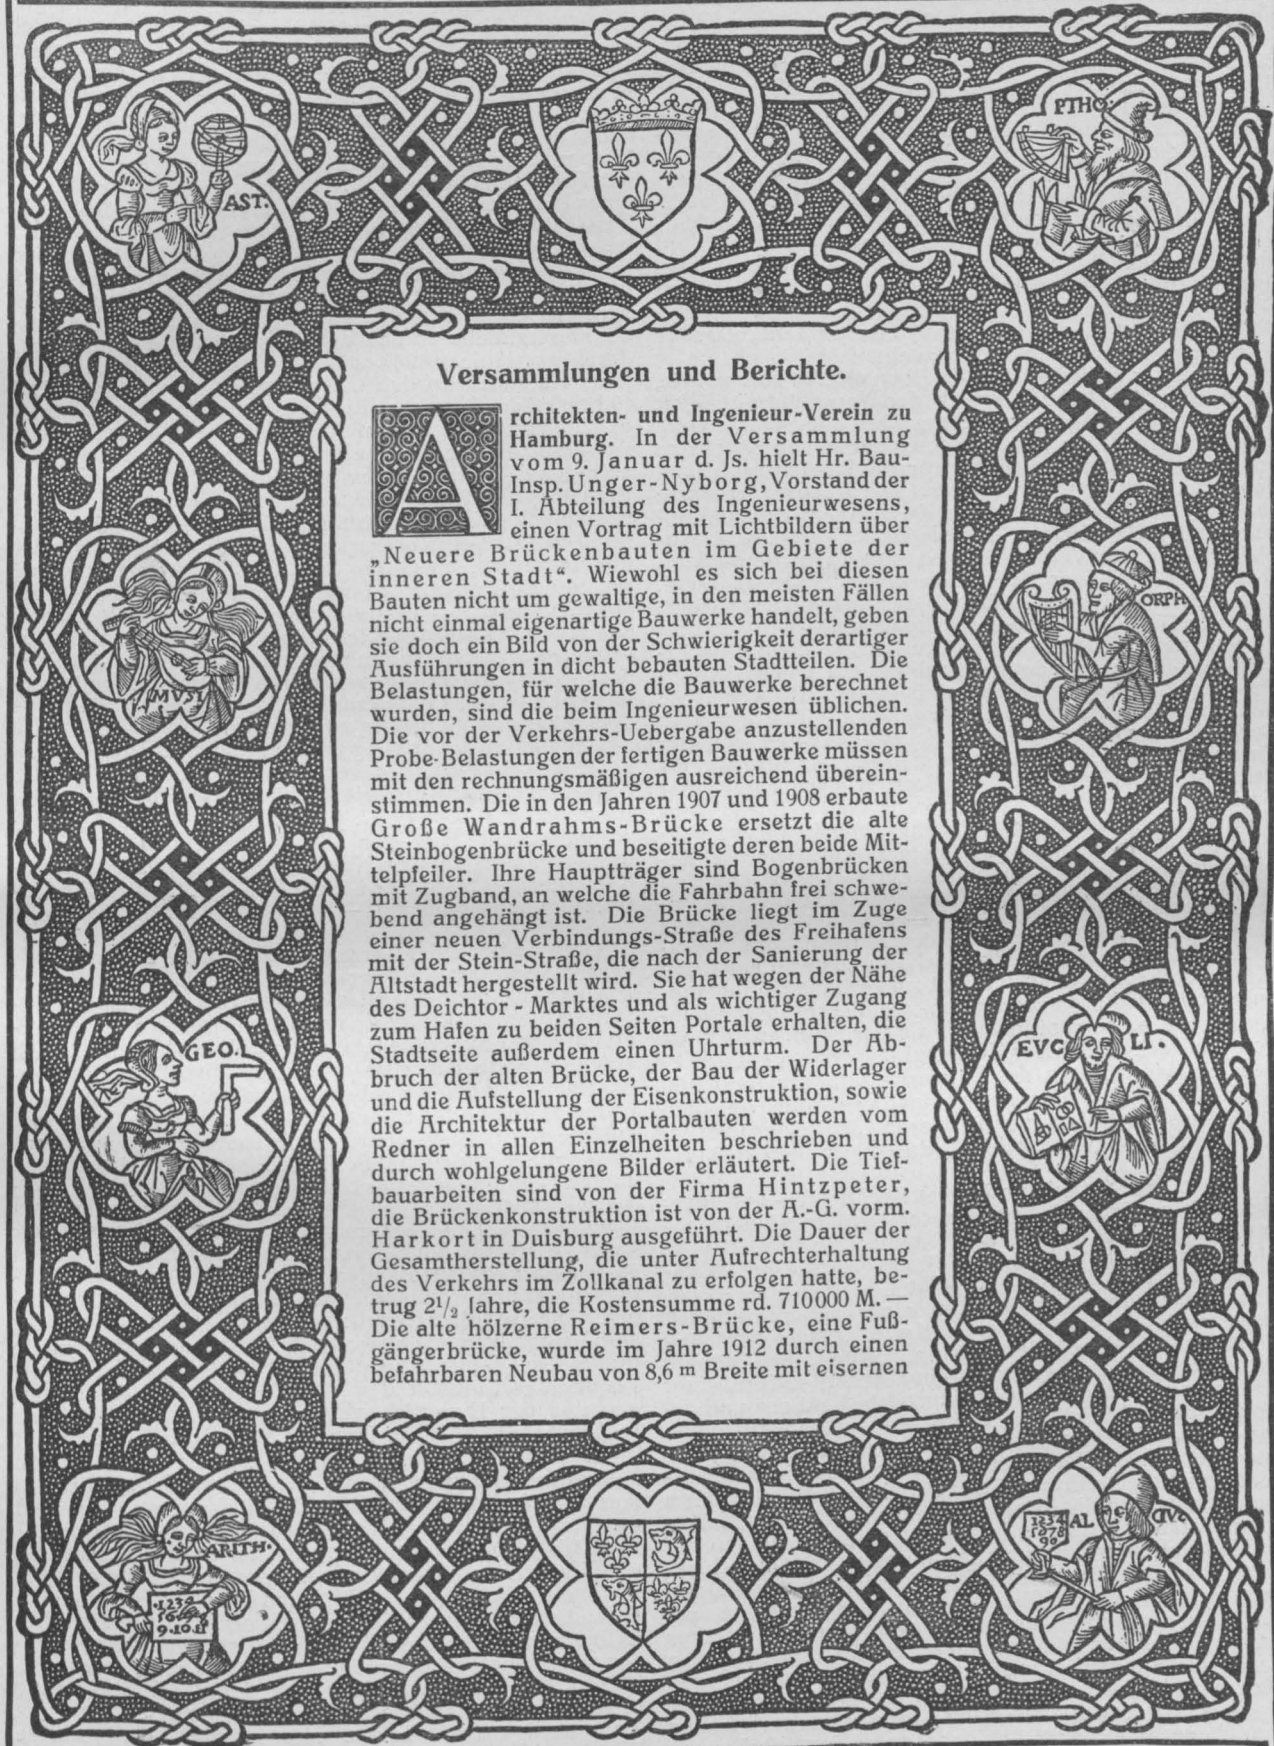 PTHO.
AST.
Versammlungen und Berichte.
Architekten- und Ingenieur-Verein zu
Hamburg. In der Versammlung
vom 9. Januar d. Js. hielt Hr. Bau-
Insp. Unger-Nyborg, Vorstand der
I. Abteilung des Ingenieurwesens,
einen Vortrag mit Lichtbildern über
„Neuere Brückenbauten im Gebiete der
inneren Stadt“. Wiewohl es sich bei diesen
Bauten nicht um gewaltige, in den meisten Fällen
nicht einmal eigenartige Bauwerke handelt, geben
sie doch ein Bild von der Schwierigkeit derartiger
Ausführungen in dicht bebauten Stadtteilen. Die
Belastungen, für welche die Bauwerke berechnet
wurden, sind die beim Ingenieurwesen üblichen.
Die vor der Verkehrs-Uebergabe anzustellenden
Probe-Belastungen der fertigen Bauwerke müssen
mit den rechnungsmäßigen ausreichend überein-
stimmen. Die in den Jahren 1907 und 1908 erbaute
Große Wandrahms-Brücke ersetzt die alte
Steinbogenbrücke und beseitigte deren beide Mit-
telpfeiler. Ihre Hauptträger sind Bogenbrücken
mit Zugband, an welche die Fahrbahn frei schwe-
bend angehängt ist. Die Brücke liegt im Zuge
einer neuen Verbindungs-Straße des Freihafens
mit der Stein-Straße, die nach der Sanierung der
Altstadt hergestellt wird. Sie hat wegen der Nähe
des Deichtor - Marktes und als wichtiger Zugang
zum Hafen zu beiden Seiten Portale erhalten, die
Stadtseite außerdem einen Uhrturm. Der Ab-
bruch der alten Brücke, der Bau der Widerlager
und die Aufstellung der Eisenkonstruktion, sowie
die Architektur der Portalbauten werden vom
Redner in allen Einzelheiten beschrieben und
durch wohlgelungene Bilder erläutert. Die Tief-
bauarbeiten sind von der Firma Hintzpeter,
die Brückenkonstruktion ist von der A.-G. vorm.
Harkort in Duisburg ausgeführt. Die Dauer der
Gesamtherstellung, die unter Aufrechterhaltung
des Verkehrs im Zollkanal zu erfolgen hatte, be-
trug 2½ Jahre, die Kostensumme rd. 710000 M. —
Die alte hölzerne Reimers-Brücke, eine Fuß-
gängerbrücke, wurde im Jahre 1912 durch einen
befahrbaren Neubau von 8,6 m Breite mit eisernen
ORPH
MVSI
GEO.
EVCLI.
ARITH.
1234
9.10.11
1234
90
AL